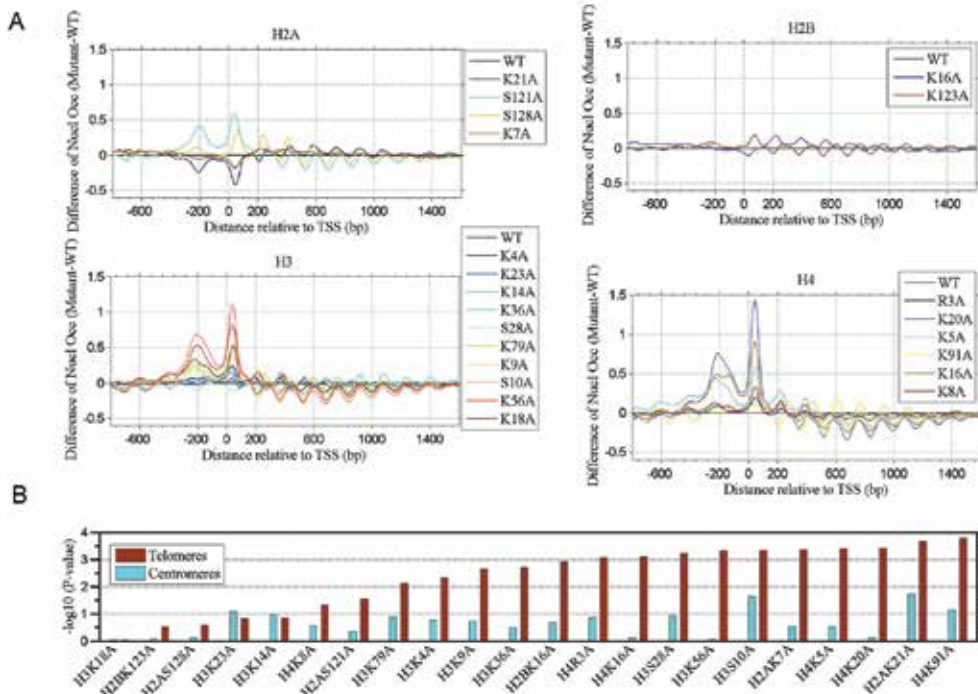 A
H2A
Difference of Nucl Occ (Mutant-WT)
1.5
1
0.5
0
-0.5
-600
-200
0
200
600
1000
1400
Distance relative to TSS (bp)
WT
K21A
S121A
S128A
K7A
H2B
Difference of Nucl Occ (Mutant-WT)
1.5
1
0.5
0
-0.5
-600
-200
0
200
600
1000
1400
Distance relative to TSS (bp)
WT
K16A
K123A
H3
Difference of Nucl Occ (Mutant-WT)
1.5
1
0.5
0
-0.5
-600
-200
0
200
600
1000
1400
Distance relative to TSS (bp)
WT
K4A
K23A
K14A
K36A
S28A
K79A
K9A
S10A
K56A
K18A
H4
Difference of Nucl Occ (Mutant-WT)
1.5
1
0.5
0
-0.5
-600
-200
0
200
600
1000
1400
Distance relative to TSS (bp)
WT
R3A
K20A
K5A
K91A
K16A
K8A
B
-log10 (P-value)
4
3
2
1
0
Telomeres
Centromeres
H3K18A
H2BK123A
H2AS128A
H3K23A
H3K14A
H4K8A
H2AS121A
H3K79A
H3K4A
H3K9A
H3K36A
H2BK16A
H4R3A
H4K16A
H3S28A
H3K56A
H3S10A
H2AK7A
H4K5A
H4K20A
H2AK21A
H4K91A